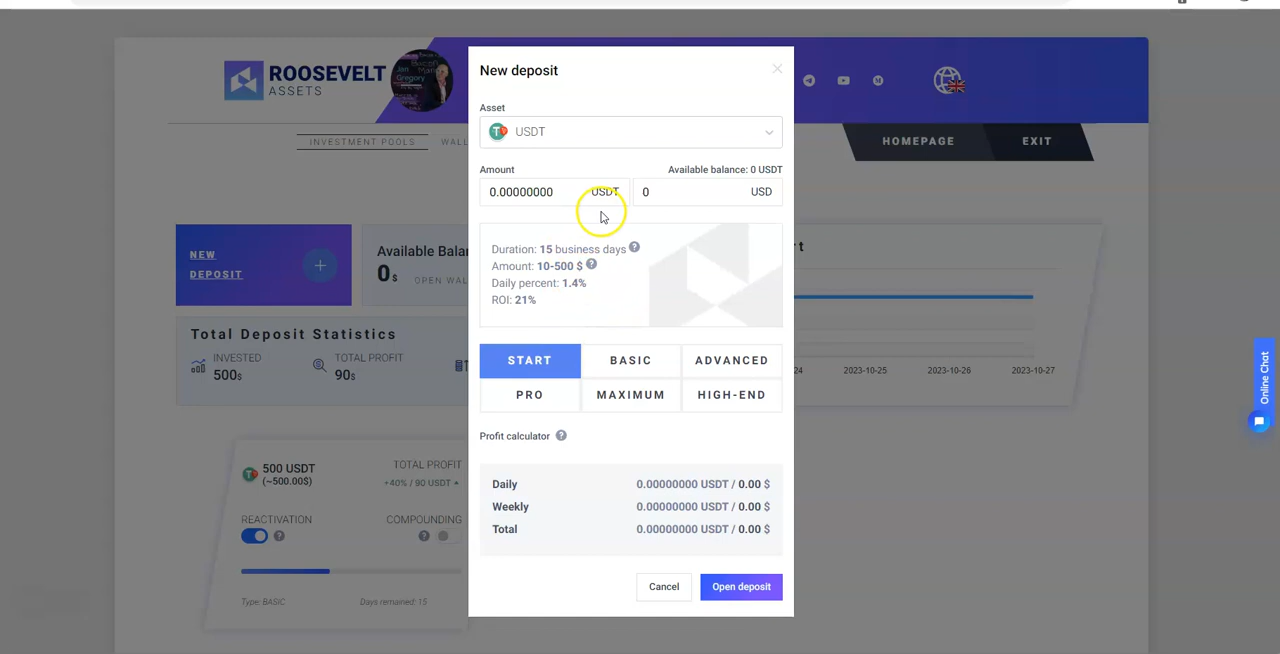 ROOSEVELT
ASSETS
INVESTMENT POOLS
HOMEPAGE
EXIT
NEW
DEPOSIT
Available
0$
Total Deposit Statistics
INVESTED
500$
TOTAL PROFIT
90$
500 USDT
(~500.00$)
TOTAL PROFIT
+40% / 90 USDT
REACTIVATION
COMPOUNDING
Type: BASIC
Days remained: 15
New deposit
Asset
USDT
Amount
Available balance: 0 USDT
0.00000000 USDT
0 USD
Duration: 15 business days
Amount: 10-500 $
Daily percent: 1.4%
ROI: 21%
START
BASIC
ADVANCED
PRO
MAXIMUM
HIGH-END
Profit calculator
Daily 0.00000000 USDT / 0.00 $
Weekly 0.00000000 USDT / 0.00 $
Total 0.00000000 USDT / 0.00 $
Cancel
Open deposit
2023-10-25
2023-10-26
2023-10-27
Online Chat